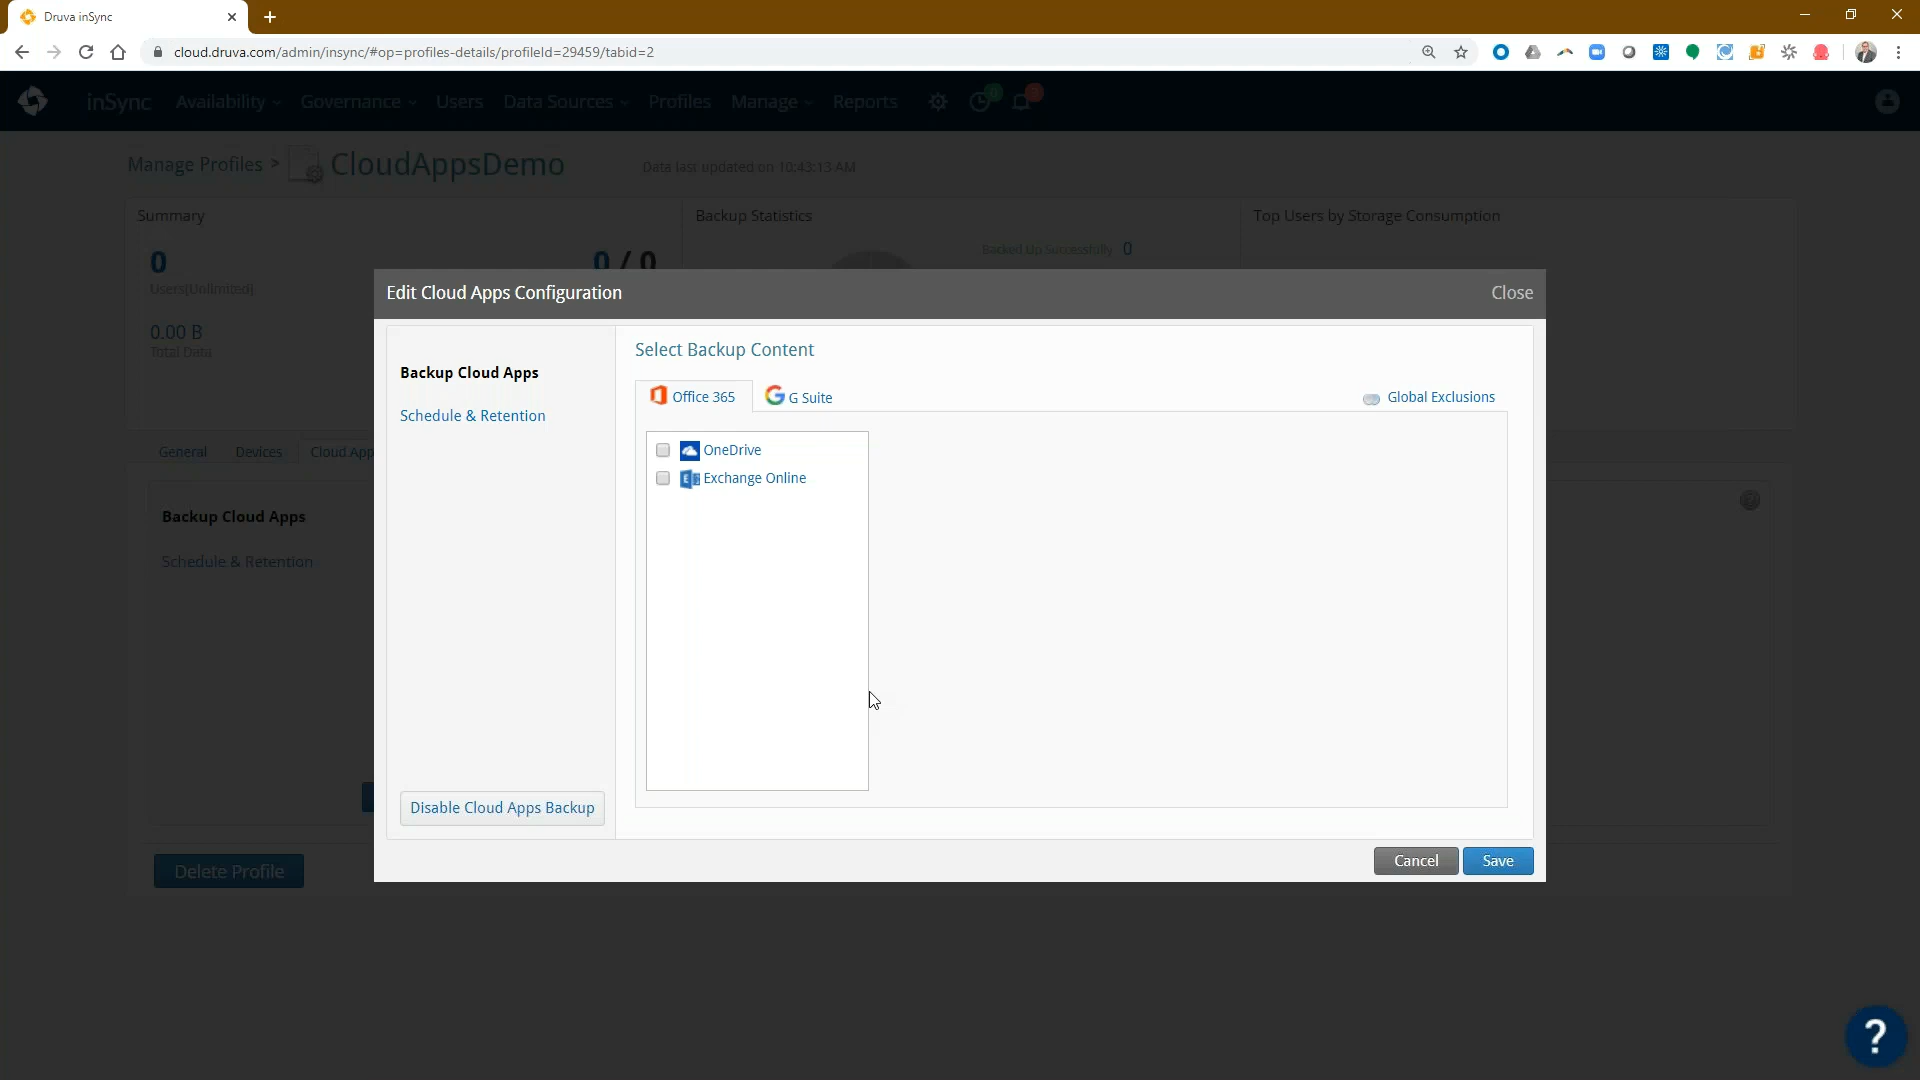 Druva inSync
cloud.druva.com/admin/insync/#op=profiles-details/profileId=29459/tabid=2
inSync Availability Governance Users Data Sources Profiles Manage Reports
Manage Profiles > CloudAppsDemo Data last updated on 10:43:13 AM
Summary Backup Statistics Top Users by Storage Consumption
0 0 / 0 Backed Up Successfully 0
Users(Unlimited)
0.00 B
Total Data
General Devices Cloud App
Backup Cloud Apps
Schedule & Retention
Delete Profile
Edit Cloud Apps Configuration Close
Backup Cloud Apps
Schedule & Retention
Disable Cloud Apps Backup
Select Backup Content
Office 365 G Suite Global Exclusions
OneDrive
Exchange Online
Cancel Save
?